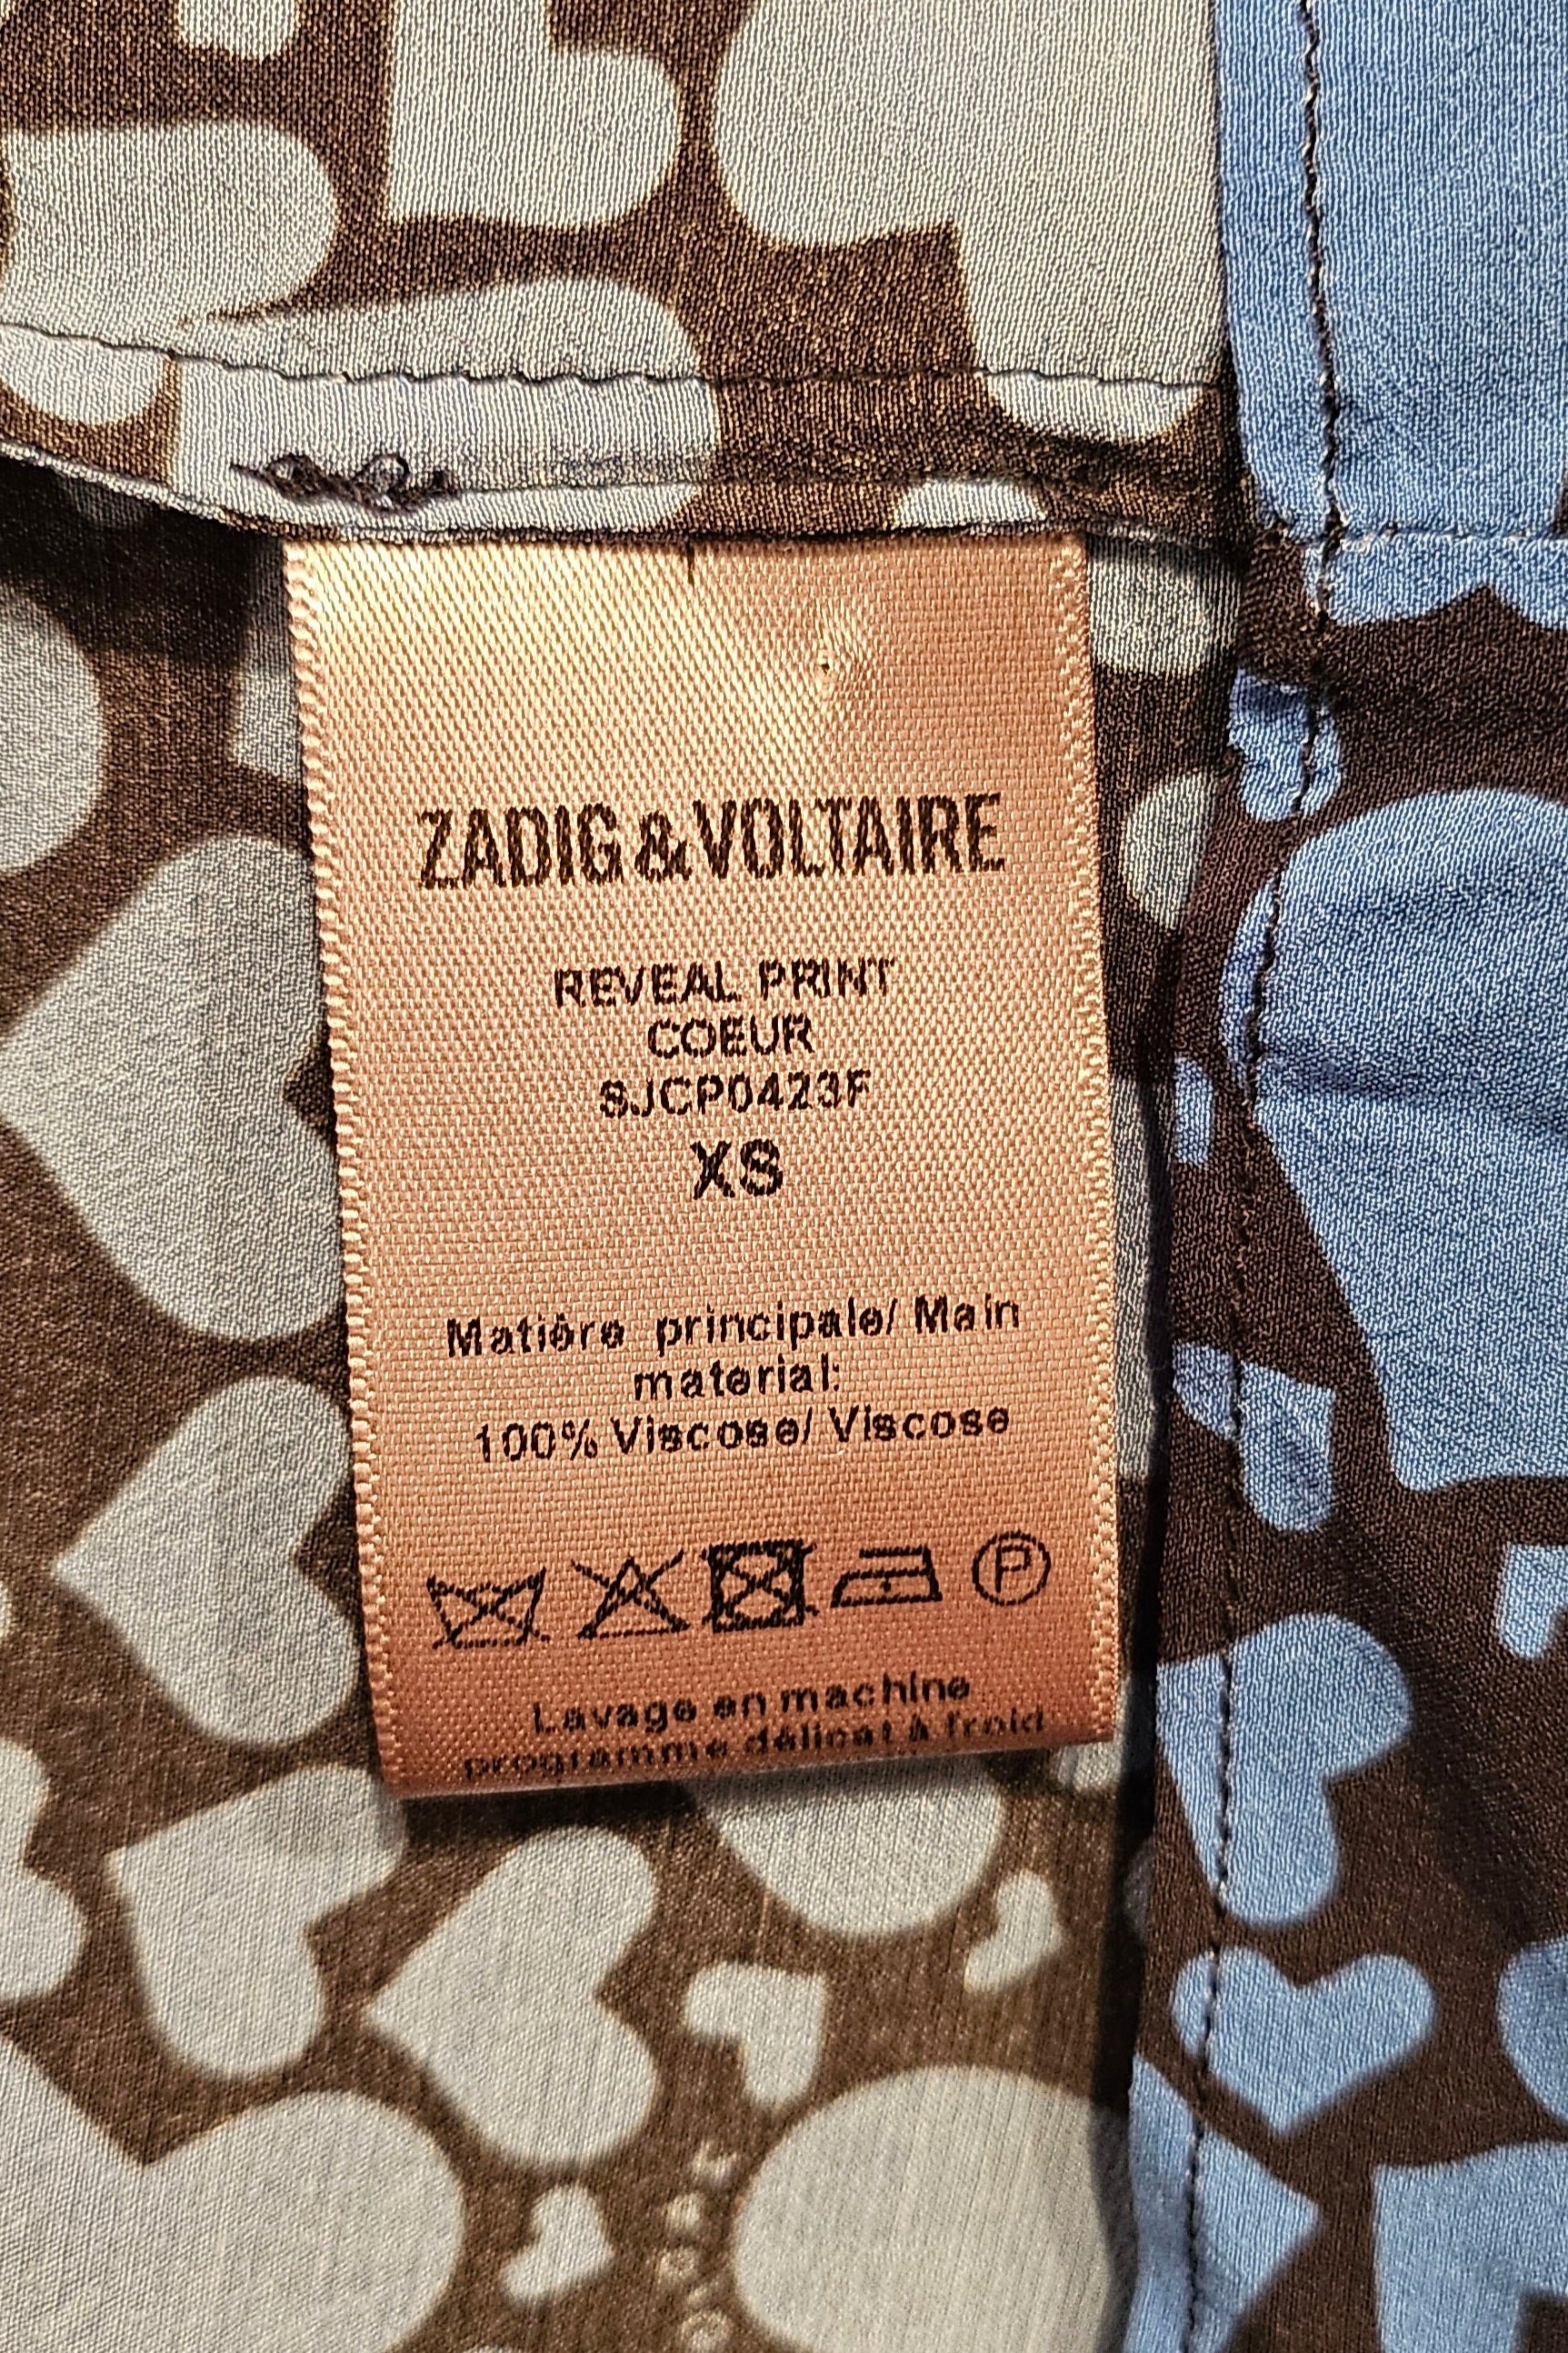 ZADIG&VOLTAIRE
REVEAL PRINT
COEUR
SJCP0423F
XS
Matière principale/ Main
material:
100% Viscose/ Viscose
P
Lavage en machine
programme délicat à froid